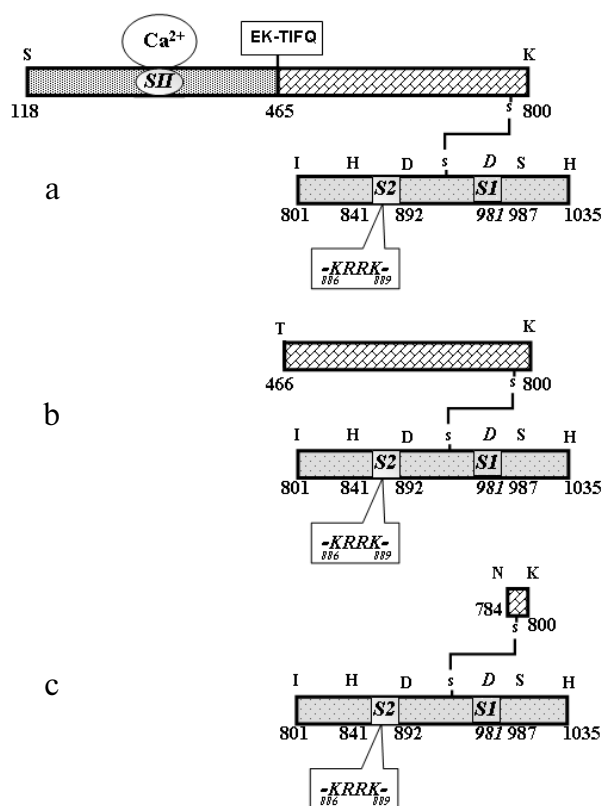 Ca²⁺
EK-TIFQ
S
K
SII
118
465
s
800
a
I H D s D S H
S2 S1
801 841 892 981 987 1035
-KRRK-
886 889
T K
466 s 800
b
I H D s D S H
S2 S1
801 841 892 981 987 1035
-KRRK-
886 889
N K
784 s 800
c
I H D s D S H
S2 S1
801 841 892 981 987 1035
-KRRK-
886 889